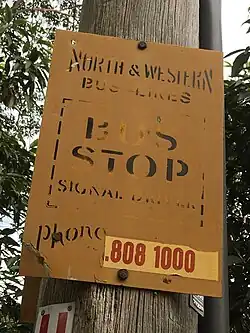 NORTH & WESTERN
BUS LINES
BUS
STOP
SIGNAL DRIVER
phone
.808 1000